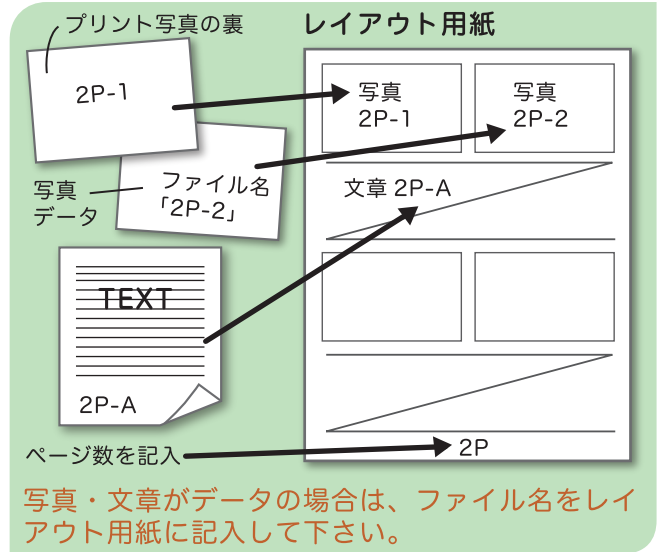 プリント写真の裏
レイアウト用紙
2P-1
写真
2P-1
写真
2P-2
写真
データ
ファイル名
「2P-2」
文章 2P-A
TEXT
2P-A
ページ数を記入
2P
写真・文章がデータの場合は、ファイル名をレイ
アウト用紙に記入して下さい。